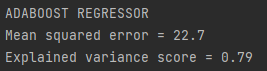 ADABOOST REGRESSOR
Mean squared error = 22.7
Explained variance score = 0.79